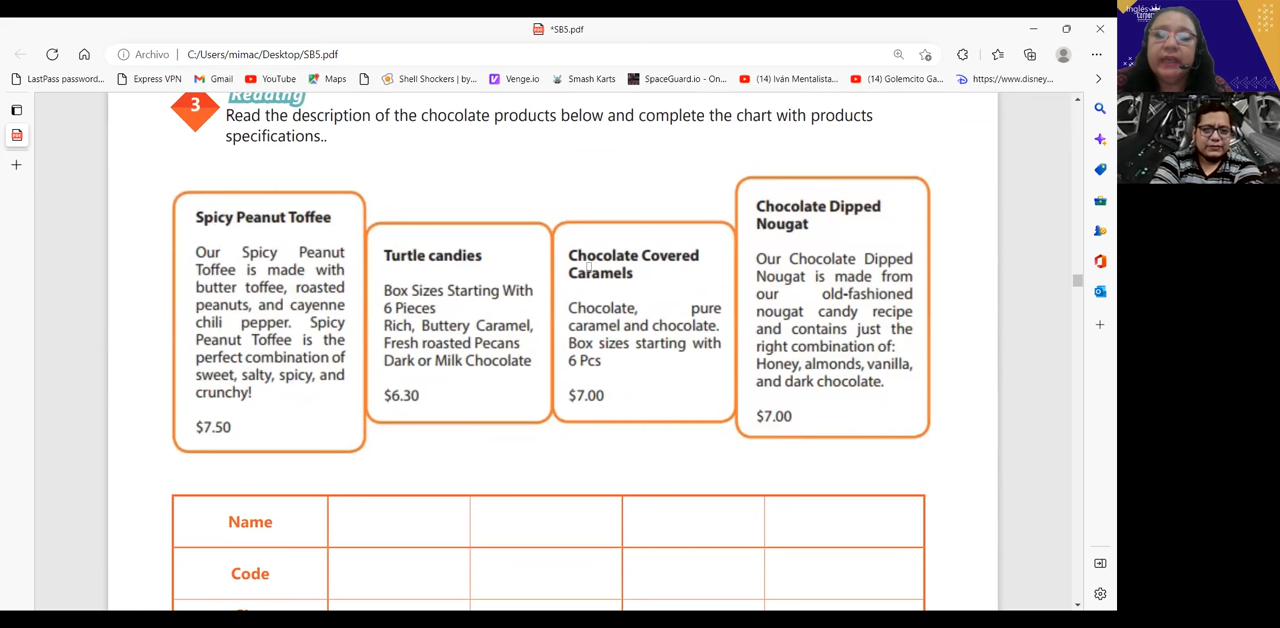 *SB5.pdf
Archivo
C:/Users/mimac/Desktop/SB5.pdf
LastPass password...
Express VPN
Gmail
YouTube
Maps
Shell Shockers | by...
Venge.io
Smash Karts
SpaceGuard.io - On...
(14) Iván Mentalista...
(14) Golemcito Ga...
https://www.disney...
Inglés
Corpor
3
Reading
Read the description of the chocolate products below and complete the chart with products
specifications..
Spicy Peanut Toffee
Our Spicy Peanut
Toffee is made with
butter toffee, roasted
peanuts, and cayenne
chili pepper. Spicy
Peanut Toffee is the
perfect combination of
sweet, salty, spicy, and
crunchy!
$7.50
Turtle candies
Box Sizes Starting With
6 Pieces
Rich, Buttery Caramel,
Fresh roasted Pecans
Dark or Milk Chocolate
$6.30
Chocolate Covered
Caramels
Chocolate, pure
caramel and chocolate.
Box sizes starting with
6 Pcs
$7.00
Chocolate Dipped
Nougat
Our Chocolate Dipped
Nougat is made from
our old-fashioned
nougat candy recipe
and contains just the
right combination of:
Honey, almonds, vanilla,
and dark chocolate.
$7.00
Name
Code